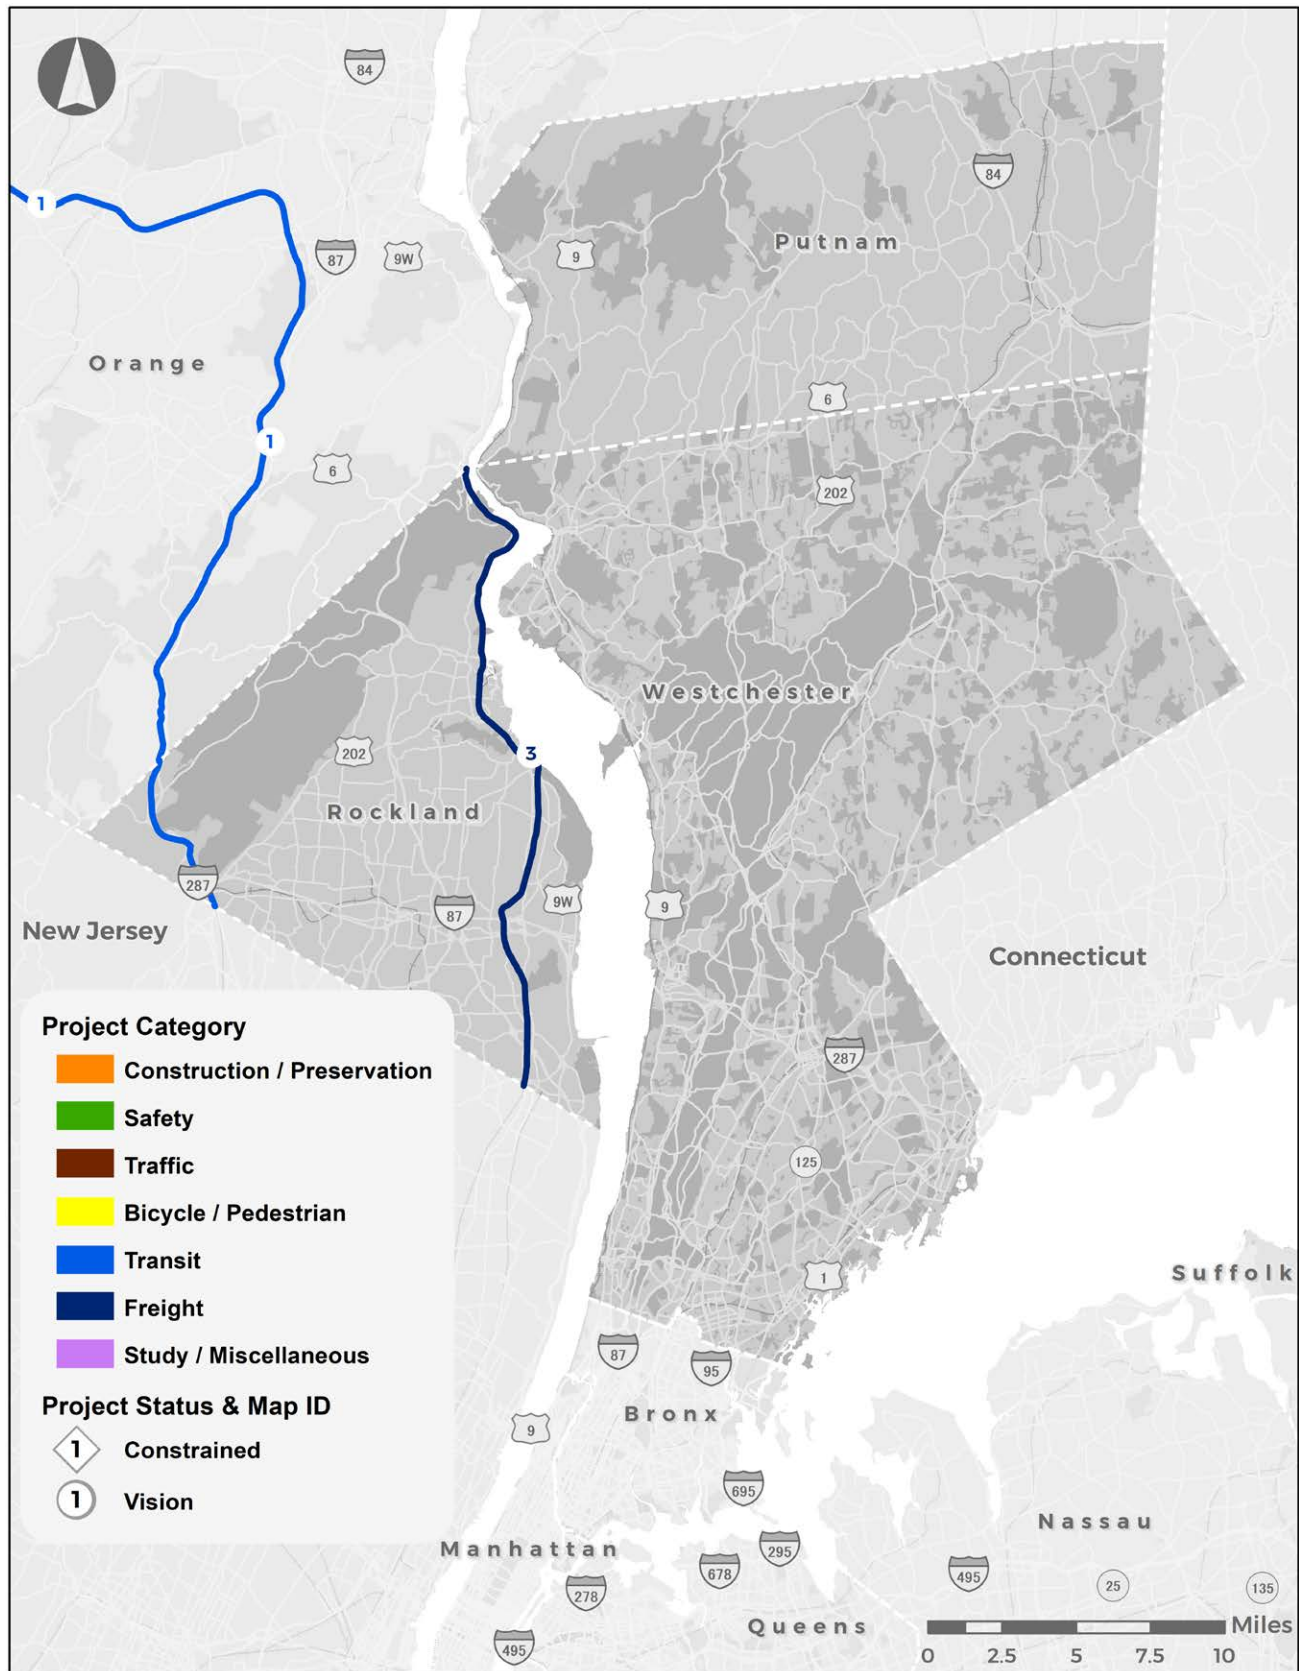 84
84
1
Putnam
87
9W
9
Orange
6
1
6
202
Westchester
202
3
Rockland
287
9W
9
87
New Jersey
Connecticut
Project Category
Construction / Preservation
Safety
Traffic
Bicycle / Pedestrian
Transit
Freight
Study / Miscellaneous
Project Status & Map ID
1 Constrained
1 Vision
287
125
1
Suffolk
87
95
Bronx
9
695
Nassau
Manhattan
295
678
495
278
25
135
Queens
Miles
495
0 2.5 5 7.5 10